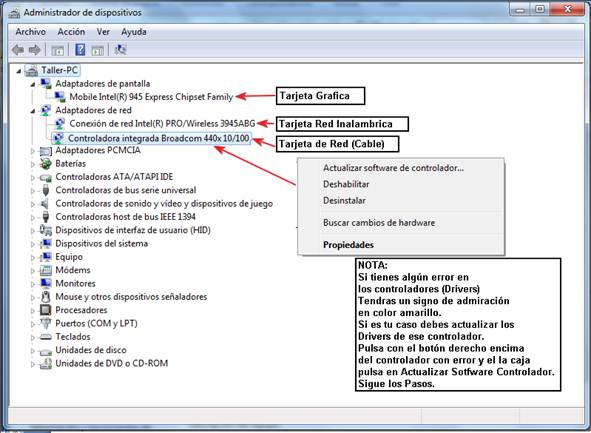 Administrador de dispositivos
Archivo Acción Ver Ayuda
Taller-PC
Adaptadores de pantalla
Mobile Intel(R) 945 Express Chipset Family
Tarjeta Grafica
Adaptadores de red
Conexión de red Intel(R) PRO/Wireless 3945ABG
Tarjeta Red Inalambrica
Controladora integrada Broadcom 440x 10/100
Tarjeta de Red (Cable)
Adaptadores PCMCIA
Baterías
Controladoras ATA/ATAPI IDE
Controladoras de bus serie universal
Controladoras de sonido y vídeo y dispositivos de juego
Controladoras host de bus IEEE 1394
Dispositivos de interfaz de usuario (HID)
Dispositivos del sistema
Equipo
Módems
Monitores
Mouse y otros dispositivos señaladores
Procesadores
Puertos (COM y LPT)
Teclados
Unidades de disco
Unidades de DVD o CD-ROM
Actualizar software de controlador...
Deshabilitar
Desinstalar
Buscar cambios de hardware
Propiedades
NOTA:
Si tienes algún error en
los controladores (Drivers)
Tendras un signo de admiración
en color amarillo.
Si es tu caso debes actualizar los
Drivers de ese controlador.
Pulsa con el botón derecho encima
del controlador con error y el la caja
pulsa en Actualizar Software Controlador.
Sigue los Pasos.